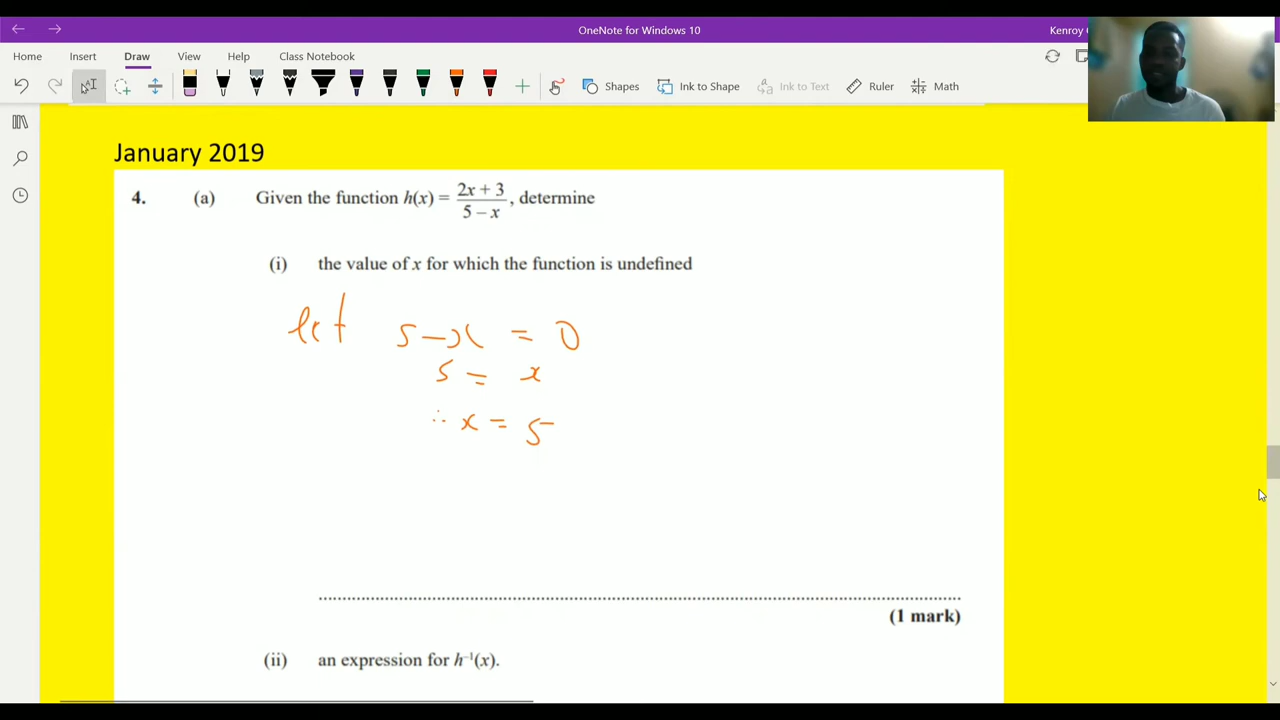 OneNote for Windows 10
Kenroy
Home Insert Draw View Help Class Notebook
Shapes Ink to Shape Ink to Text Ruler Math
January 2019
4. (a) Given the function h(x) = \frac{2x + 3}{5 – x}, determine
(i) the value of x for which the function is undefined
let 5 – x = 0
5 = x
∴ x = 5
(1 mark)
(ii) an expression for h⁻¹(x).